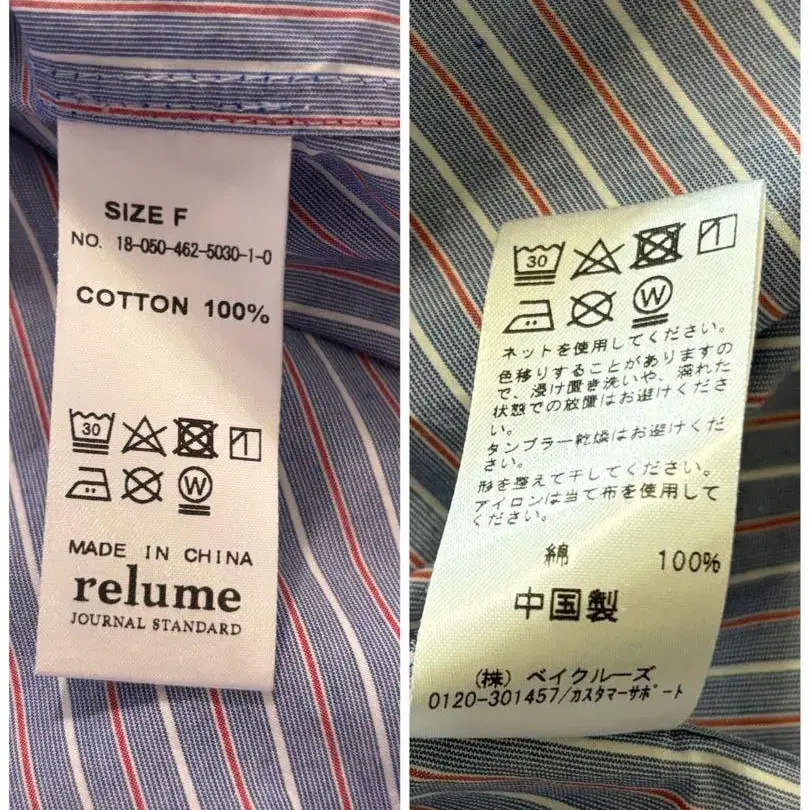 SIZE F
NO. 18-050-462-5030-1-0
COTTON 100%
30
W
MADE IN CHINA
relume
JOURNAL STANDARD
30
W
ネットを使用してください。
色移りすることがありますの
で、浸け置き洗いや、濡れた
状態での放置はお避けくださ
い。
タンブラー乾燥はお避けくだ
さい。
形を整えて干してください。
アイロンは当て布を使用して
ください。
綿 100%
中国製
(株) ベイクルーズ
0120-301457/カスタマーサポート